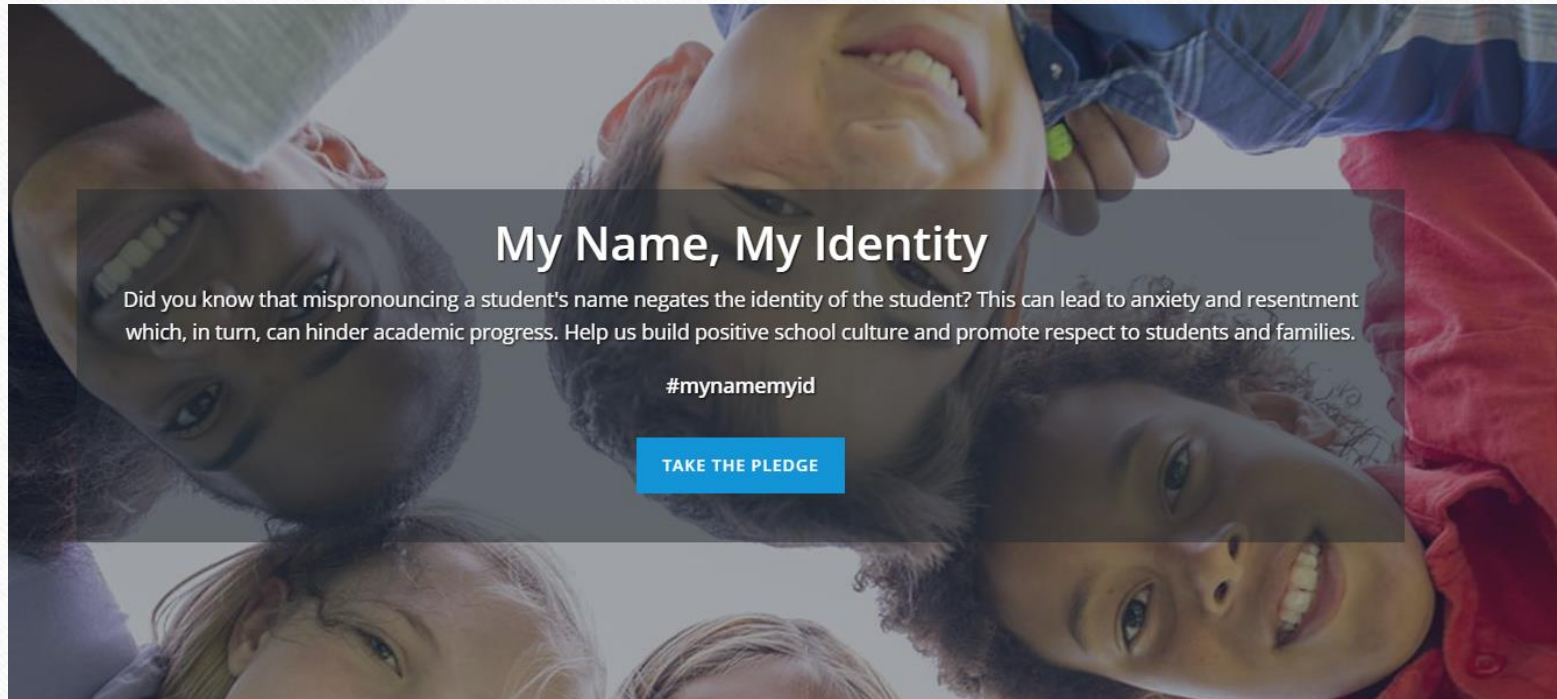 My Name, My Identity
Did you know that mispronouncing a student's name negates the identity of the student? This can lead to anxiety and resentment
which, in turn, can hinder academic progress. Help us build positive school culture and promote respect to students and families.
#mynamemyid
TAKE THE PLEDGE